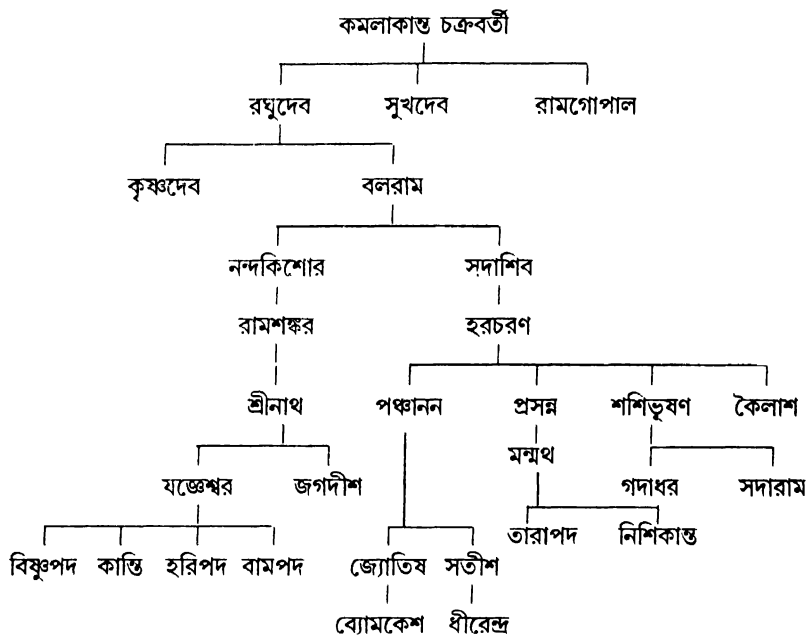 কমলাকান্ত চক্রবর্তী
রঘুদেব সুখদেব রামগোপাল
কৃষ্ণদেব বলরাম
নন্দকিশোর সদাশিব
রামশঙ্কর হরচরণ
শ্রীনাথ পঞ্চানন প্রসন্ন শশিভূষণ কৈলাশ
মন্মথ
যজ্ঞেশ্বর জগদীশ গদাধর সদারাম
তারাপদ নিশিকান্ত
বিষ্ণুপদ কান্তি হরিপদ বামপদ জ্যোতিষ সতীশ
ব্যোমকেশ ধীরেন্দ্র